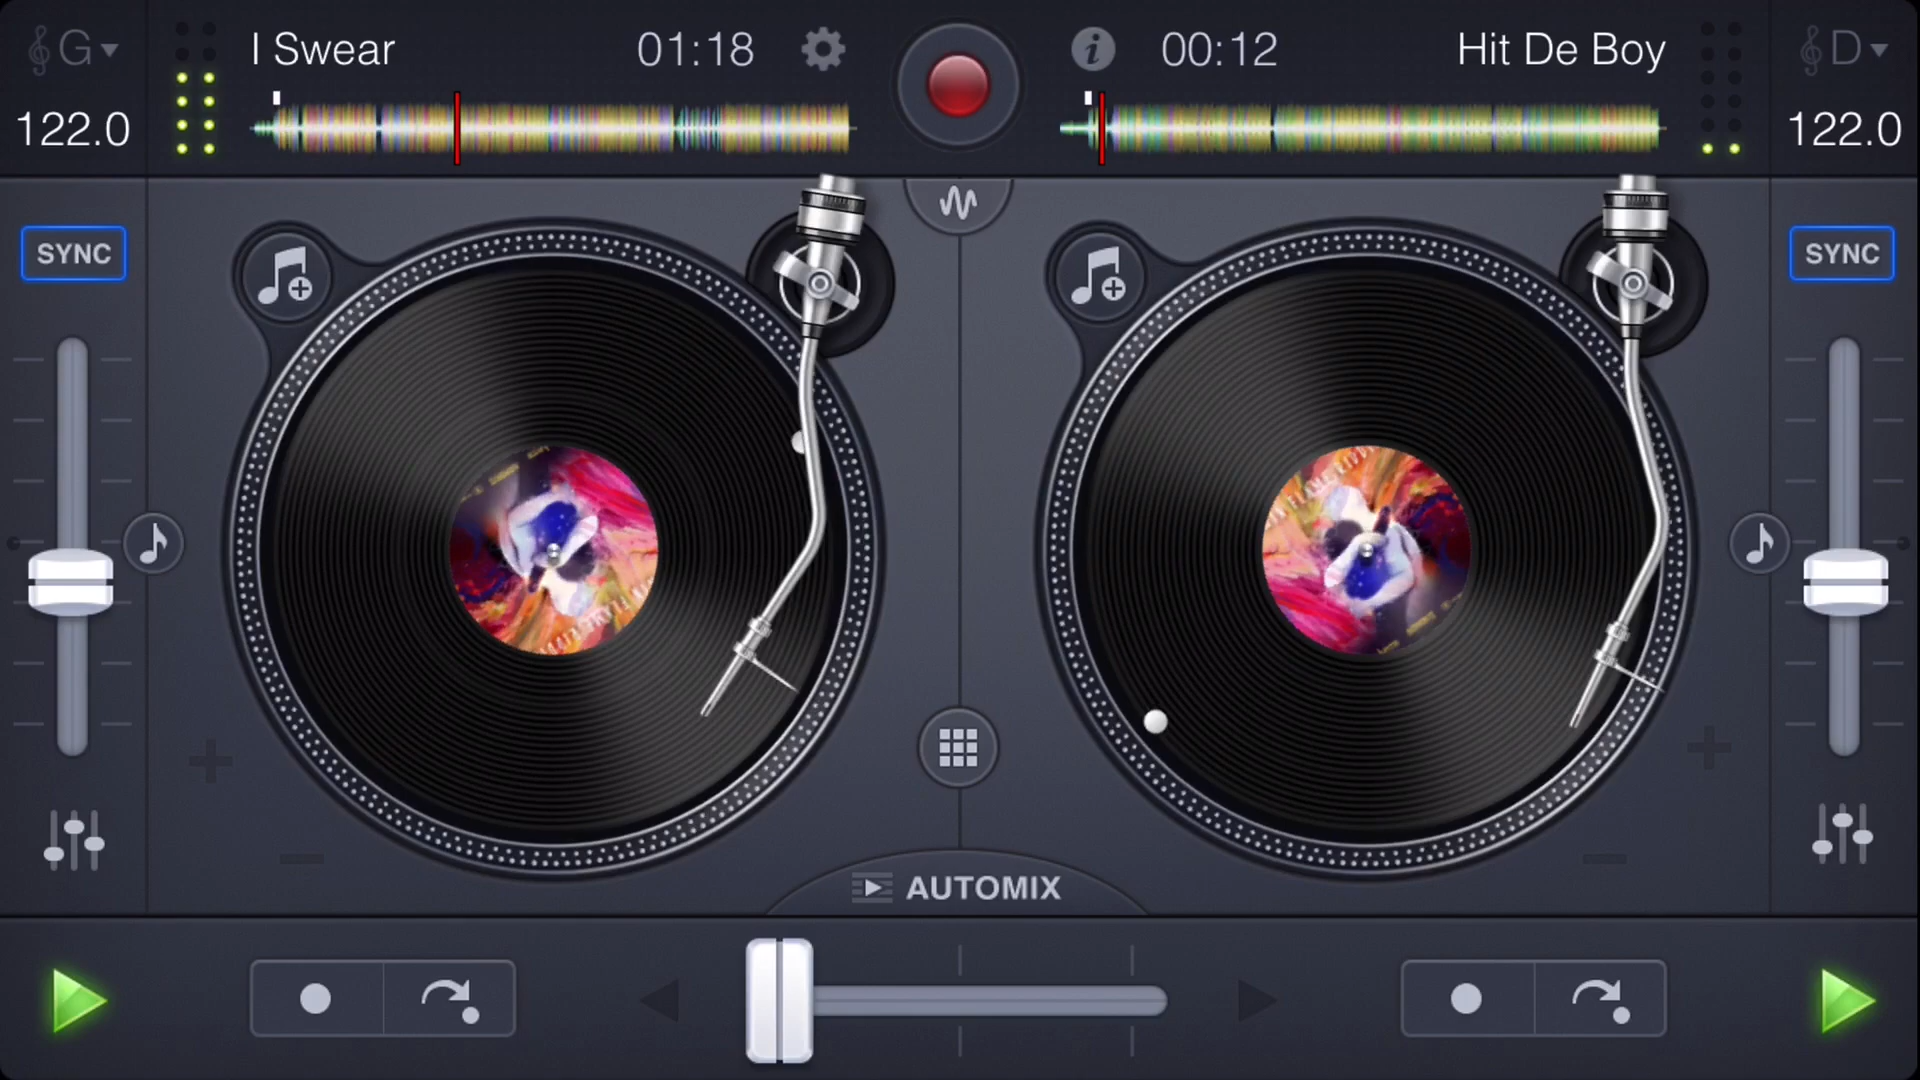 G
I Swear
01:18
i
00:12
Hit De Boy
D
122.0
122.0
SYNC
SYNC
AUTOMIX